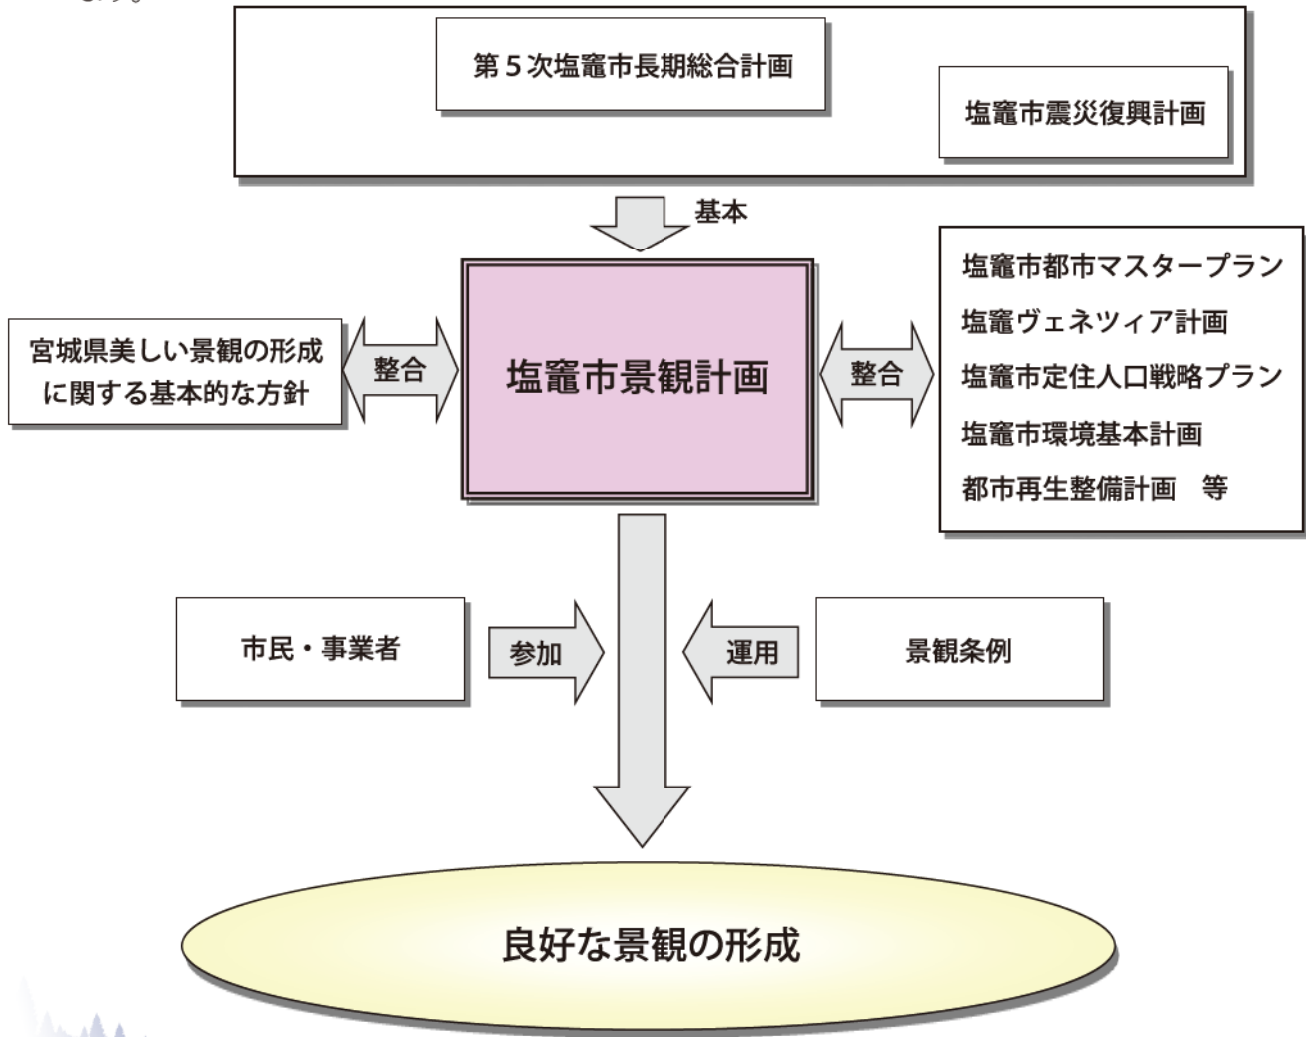 ます。
第5次塩竈市長期総合計画
塩竈市震災復興計画
基本
宮城県美しい景観の形成
に関する基本的な方針
整合
塩竈市景観計画
整合
塩竈市都市マスタープラン
塩竈ヴェネツィア計画
塩竈市定住人口戦略プラン
塩竈市環境基本計画
都市再生整備計画　等
市民・事業者
参加
運用
景観条例
良好な景観の形成